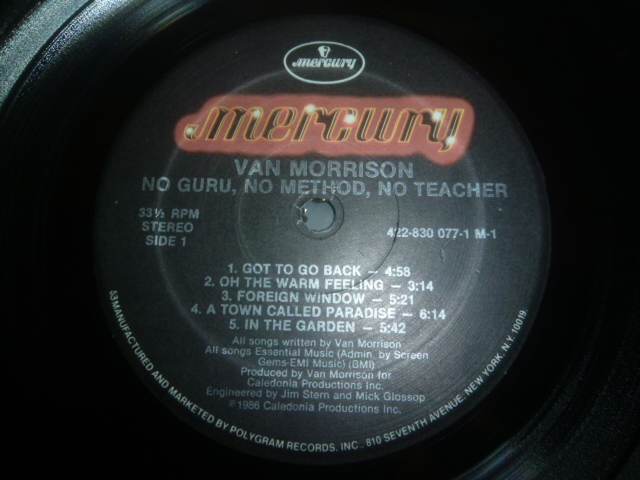 mercury
mercury
VAN MORRISON
NO GURU, NO METHOD, NO TEACHER
33⅓ RPM
STEREO
SIDE 1
422-830 077-1 M-1
1. GOT TO GO BACK — 4:58
2. OH THE WARM FEELING — 3:14
3. FOREIGN WINDOW — 5:21
4. A TOWN CALLED PARADISE — 6:14
5. IN THE GARDEN — 5:42
All songs written by Van Morrison
All songs Essential Music (Admin. by Screen
Gems-EMI Music) (BMI)
Produced by Van Morrison for
Caledonia Productions Inc.
Engineered by Jim Stern and Mick Glossop
℗1986 Caledonia Productions Inc.
53 MANUFACTURED AND MARKETED BY POLYGRAM RECORDS, INC., 810 SEVENTH AVENUE, NEW YORK, N.Y. 10019.